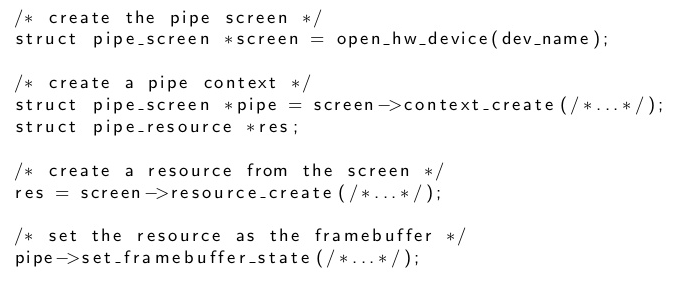 /* create the pipe screen */
struct pipe_screen *screen = open_hw_device(dev_name);
/* create a pipe context */
struct pipe_screen *pipe = screen->context_create(/*...*/);
struct pipe_resource *res;
/* create a resource from the screen */
res = screen->resource_create(/*...*/);
/* set the resource as the framebuffer */
pipe->set_framebuffer_state(/*...*/);